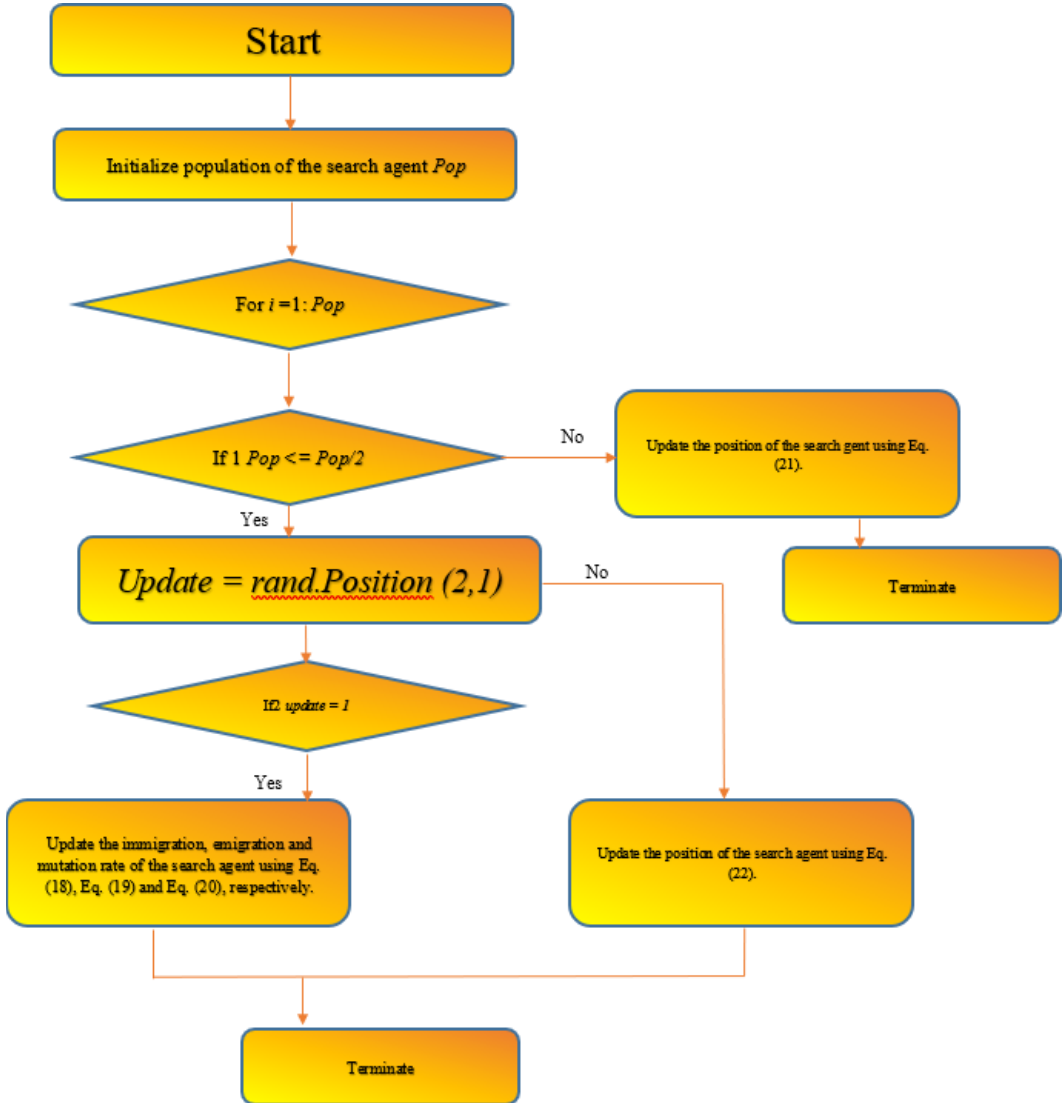 Start
Initialize population of the search agent Pop
For i =1: Pop
If 1 Pop <= Pop/2
No
Update the position of the search gent using Eq.
(21).
Yes
Update = rand.Position (2,1)
No
Terminate
If2 update = 1
Yes
Update the immigration, emigration and
mutation rate of the search agent using Eq.
(18), Eq. (19) and Eq. (20), respectively.
Update the position of the search agent using Eq.
(22).
Terminate